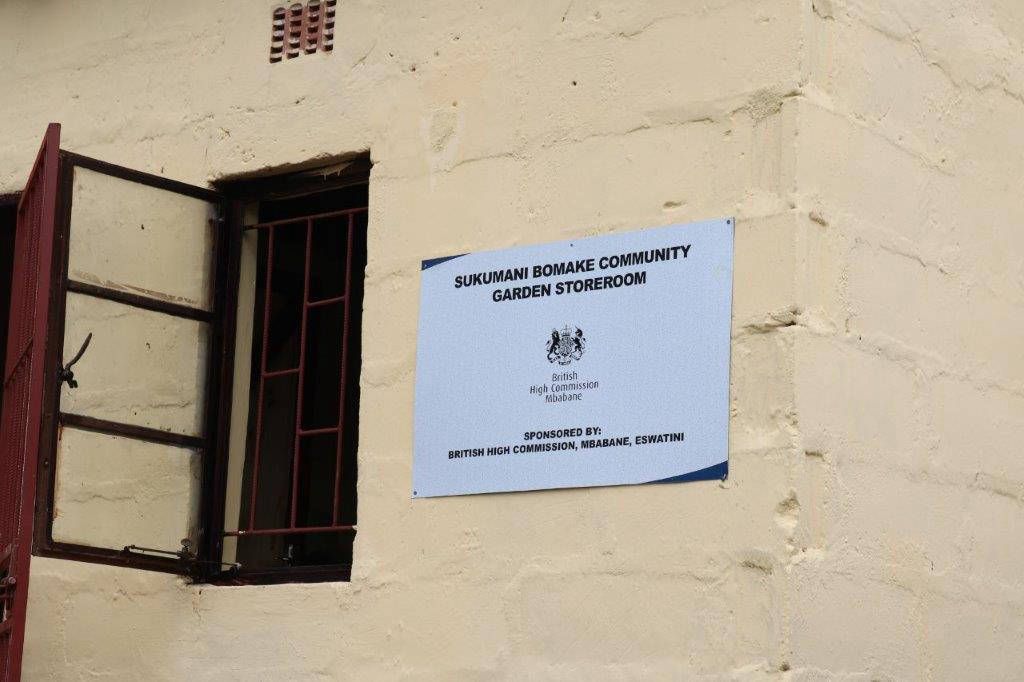 SUKUMANI BOMAKE COMMUNITY
GARDEN STOREROOM
British
High Commission
Mbabane
SPONSORED BY:
BRITISH HIGH COMMISSION, MBABANE, ESWATINI